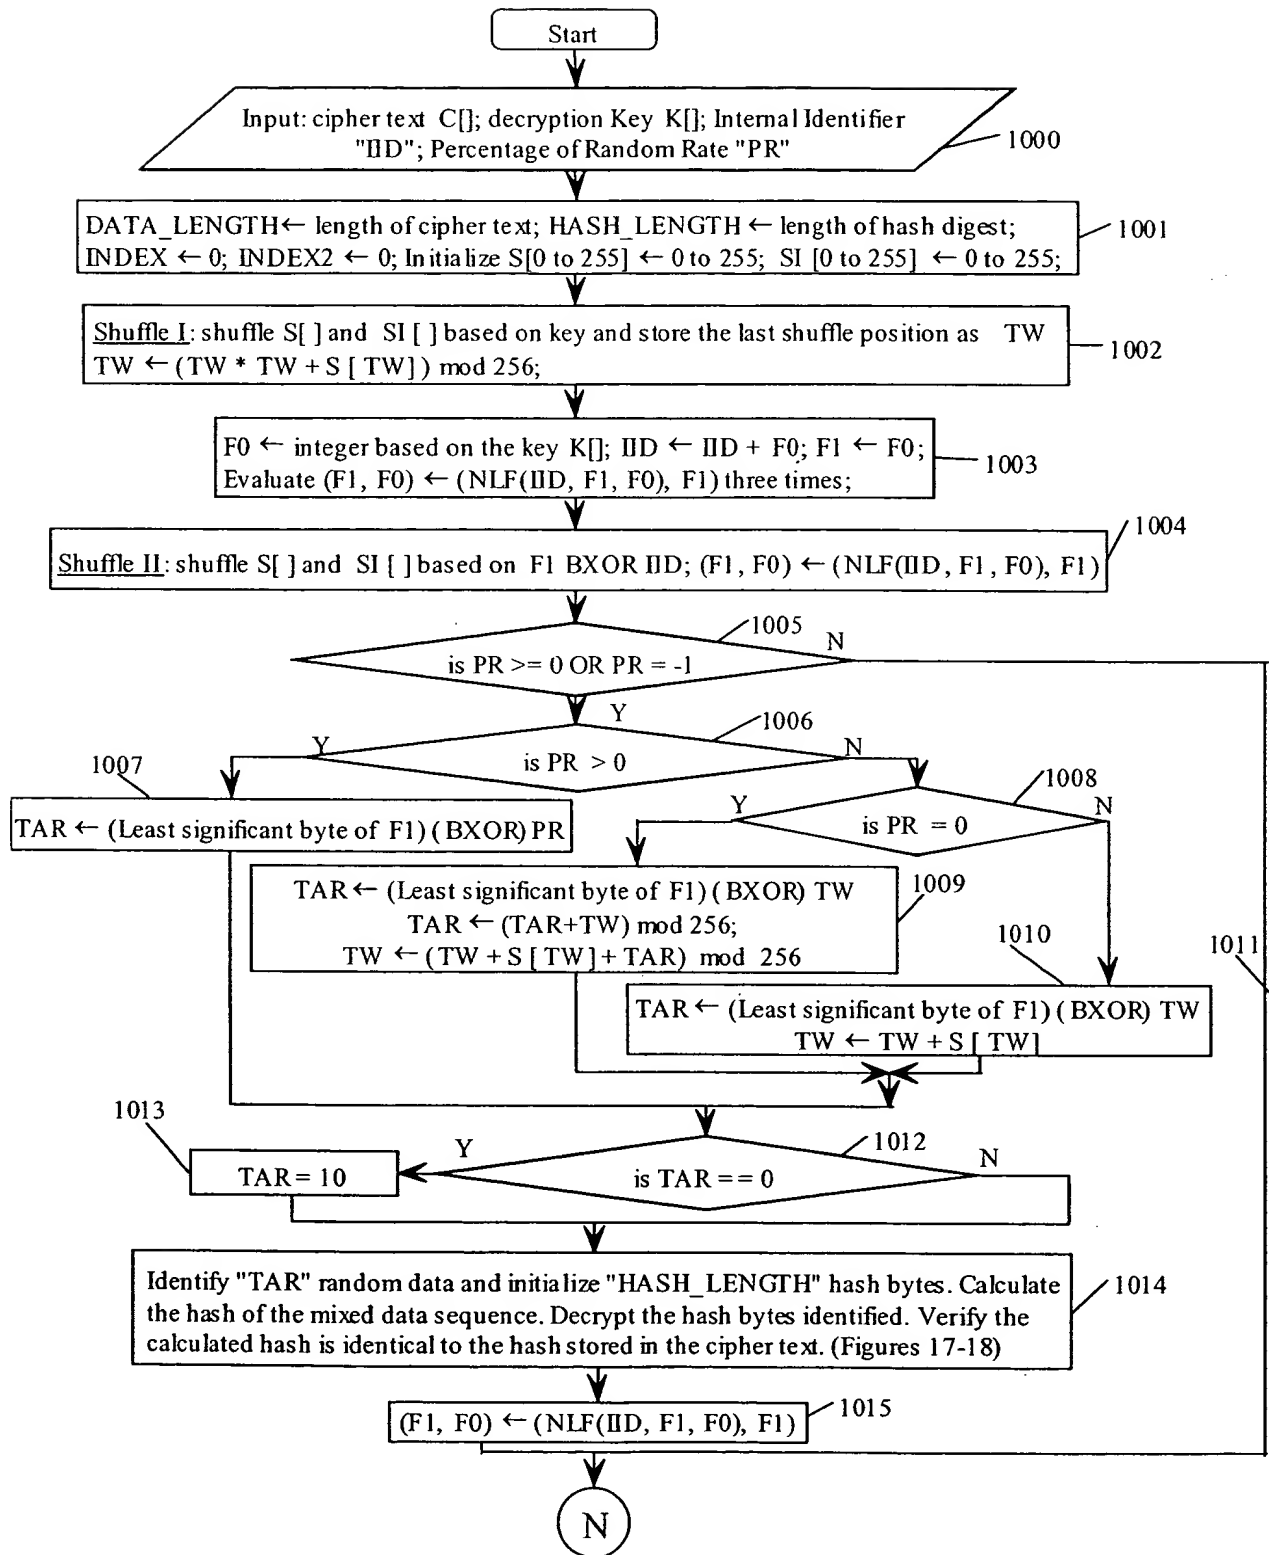 Start
Input: cipher text C[]; decryption Key K[]; Internal Identifier
"IID"; Percentage of Random Rate "PR"
1000
DATA_LENGTH ← length of cipher text; HASH_LENGTH ← length of hash digest;
INDEX ← 0; INDEX2 ← 0; Initialize S[0 to 255] ← 0 to 255; SI [0 to 255] ← 0 to 255;
1001
Shuffle I: shuffle S[ ] and SI [ ] based on key and store the last shuffle position as TW
TW ← (TW * TW + S [ TW]) mod 256;
1002
F0 ← integer based on the key K[]; IID ← IID + F0; F1 ← F0;
Evaluate (F1, F0) ← (NLF(IID, F1, F0), F1) three times;
1003
1004
Shuffle II: shuffle S[ ] and SI [ ] based on F1 BXOR IID; (F1, F0) ← (NLF(IID, F1, F0), F1)
1005
N
is PR >= 0 OR PR = -1
Y
1006
Y
N
is PR > 0
1007
1008
TAR ← (Least significant byte of F1) (BXOR) PR
Y
N
is PR = 0
1009
TAR ← (Least significant byte of F1) (BXOR) TW
TAR ← (TAR+TW) mod 256;
TW ← (TW + S [ TW] + TAR) mod 256
1010
1011
TAR ← (Least significant byte of F1) (BXOR) TW
TW ← TW + S [ TW]
1013
1012
Y
N
TAR = 10
is TAR == 0
Identify "TAR" random data and initialize "HASH_LENGTH" hash bytes. Calculate
the hash of the mixed data sequence. Decrypt the hash bytes identified. Verify the
calculated hash is identical to the hash stored in the cipher text. (Figures 17-18)
1014
(F1, F0) ← (NLF(IID, F1, F0), F1)
1015
N